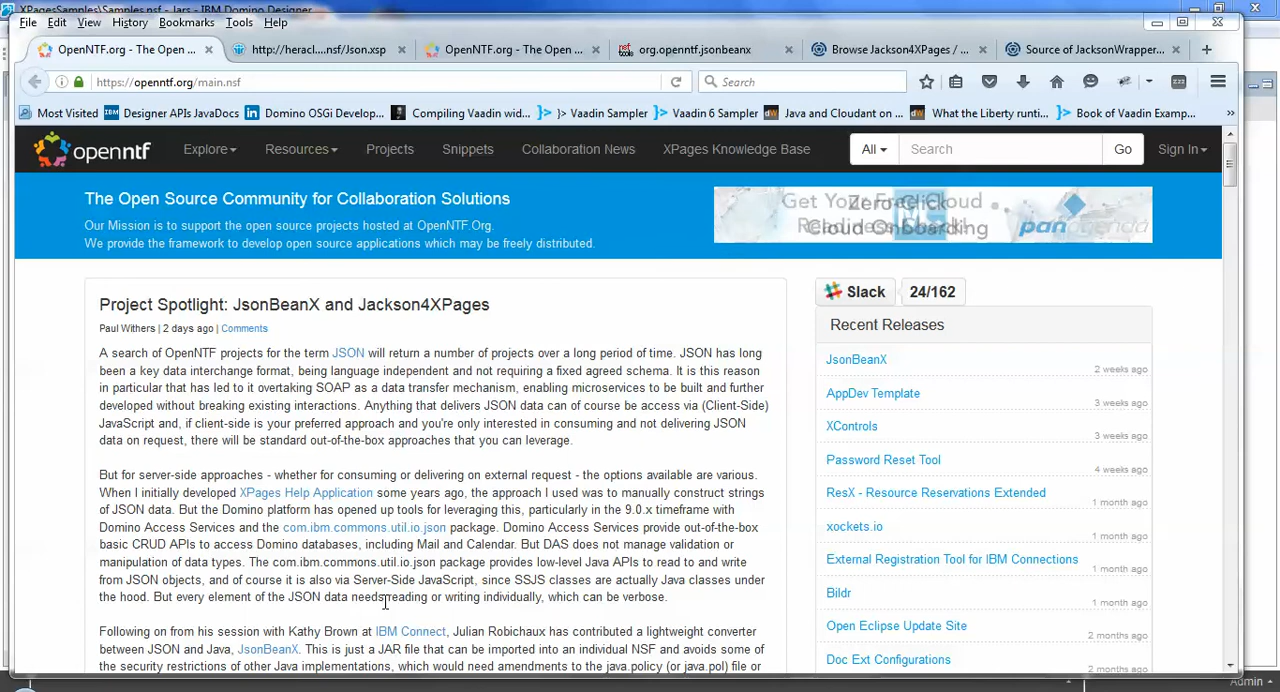 XPagesSamples\Samples.nsf - Jars - IBM Domino Designer
File Edit View History Bookmarks Tools Help
OpenNTF.org - The Open ... × http://heracl....nsf/Json.xsp × OpenNTF.org - The Open ... × org.openntf.jsonbeanx × Browse Jackson4XPages / ... × Source of JacksonWrapper... × +
https://openntf.org/main.nsf Search
Most Visited Designer APIs JavaDocs Domino OSGi Develop... Compiling Vaadin wid... }> Vaadin Sampler Vaadin 6 Sampler Java and Cloudant on ... What the Liberty runti... Book of Vaadin Examp... »
openntf Explore Resources Projects Snippets Collaboration News XPages Knowledge Base All Search Go Sign In
The Open Source Community for Collaboration Solutions
Our Mission is to support the open source projects hosted at OpenNTF.Org.
We provide the framework to develop open source applications which may be freely distributed.
Get Your Free Cloud
Zero Click
Cloud Onboarding
panagenda
Project Spotlight: JsonBeanX and Jackson4XPages
Paul Withers | 2 days ago | Comments
A search of OpenNTF projects for the term JSON will return a number of projects over a long period of time. JSON has long
been a key data interchange format, being language independent and not requiring a fixed agreed schema. It is this reason
in particular that has led to it overtaking SOAP as a data transfer mechanism, enabling microservices to be built and further
developed without breaking existing interactions. Anything that delivers JSON data can of course be access via (Client-Side)
JavaScript and, if client-side is your preferred approach and you're only interested in consuming and not delivering JSON
data on request, there will be standard out-of-the-box approaches that you can leverage.
But for server-side approaches - whether for consuming or delivering on external request - the options available are various.
When I initially developed XPages Help Application some years ago, the approach I used was to manually construct strings
of JSON data. But the Domino platform has opened up tools for leveraging this, particularly in the 9.0.x timeframe with
Domino Access Services and the com.ibm.commons.util.io.json package. Domino Access Services provide out-of-the-box
basic CRUD APIs to access Domino databases, including Mail and Calendar. But DAS does not manage validation or
manipulation of data types. The com.ibm.commons.util.io.json package provides low-level Java APIs to read to and write
from JSON objects, and of course it is also via Server-Side JavaScript, since SSJS classes are actually Java classes under
the hood. But every element of the JSON data needs reading or writing individually, which can be verbose.
Following on from his session with Kathy Brown at IBM Connect, Julian Robichaux has contributed a lightweight converter
between JSON and Java, JsonBeanX. This is just a JAR file that can be imported into an individual NSF and avoids some of
the security restrictions of other Java implementations, which would need amendments to the java.policy (or java.pol) file or
Slack 24/162
Recent Releases
JsonBeanX
2 weeks ago
AppDev Template
3 weeks ago
XControls
3 weeks ago
Password Reset Tool
4 weeks ago
ResX - Resource Reservations Extended
1 month ago
xockets.io
1 month ago
External Registration Tool for IBM Connections
1 month ago
Bildr
1 month ago
Open Eclipse Update Site
2 months ago
Doc Ext Configurations
2 months ago
Admin